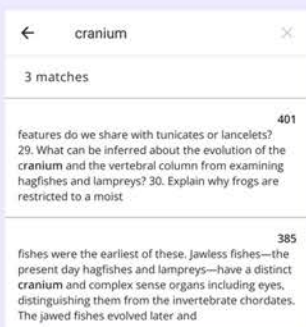 cranium
3 matches
401
features do we share with tunicates or lancelets?
29. What can be inferred about the evolution of the
cranium and the vertebral column from examining
hagfishes and lampreys? 30. Explain why frogs are
restricted to a moist
385
fishes were the earliest of these. Jawless fishes—the
present day hagfishes and lampreys—have a distinct
cranium and complex sense organs including eyes,
distinguishing them from the invertebrate chordates.
The jawed fishes evolved later and